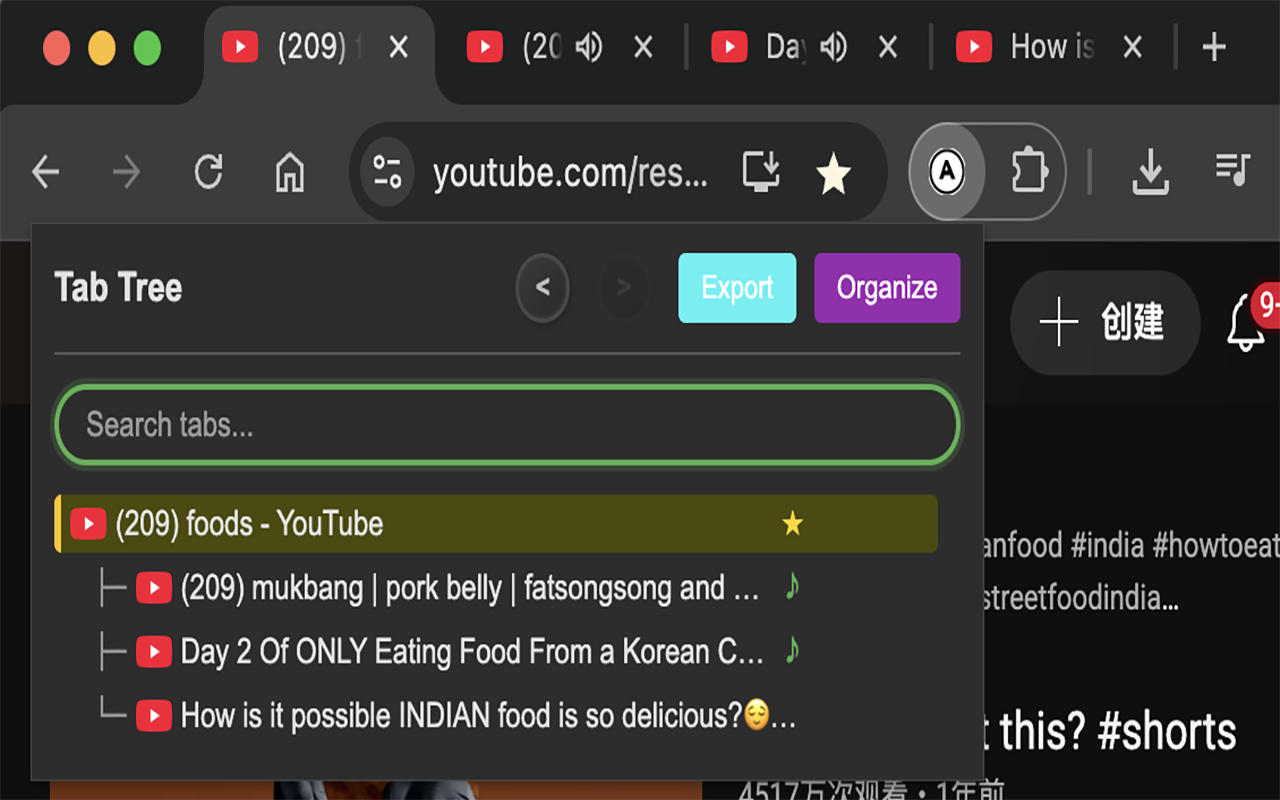 (209)
(20
Day
How is
youtube.com/res...
A
Tab Tree
<
>
Export
Organize
创建
9+
Search tabs...
(209) foods - YouTube
(209) mukbang | pork belly | fatsongsong and ...
Day 2 Of ONLY Eating Food From a Korean C...
How is it possible INDIAN food is so delicious?😌...
anfood #india #howtoeat
streetfoodindia...
t this? #shorts
4517万次观看 • 1年前